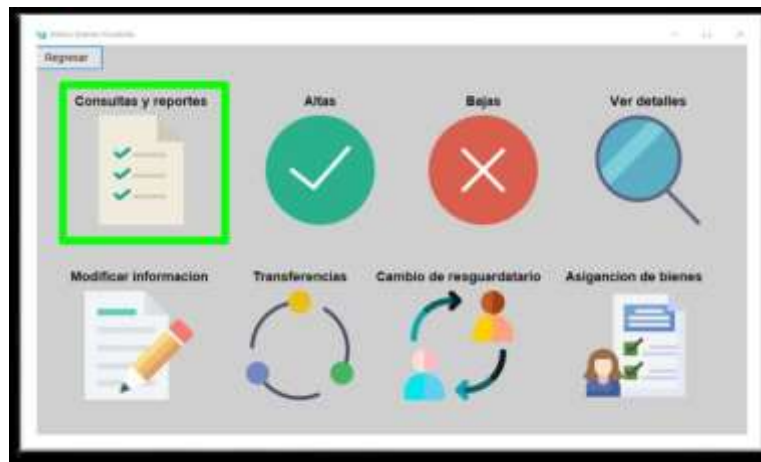 Regresar
Consultas y reportes
Altas
Bajas
Ver detalles
Modificar informacion
Transferencias
Cambio de resguardatario
Asigancion de bienes